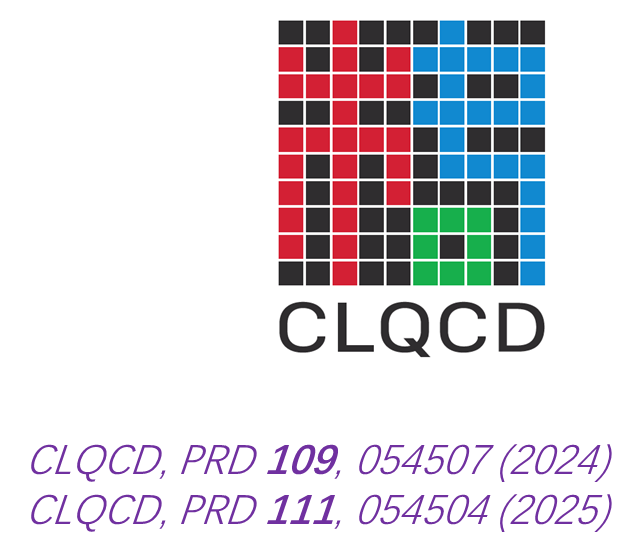 CLQCD
CLQCD, PRD 109, 054507 (2024)
CLQCD, PRD 111, 054504 (2025)